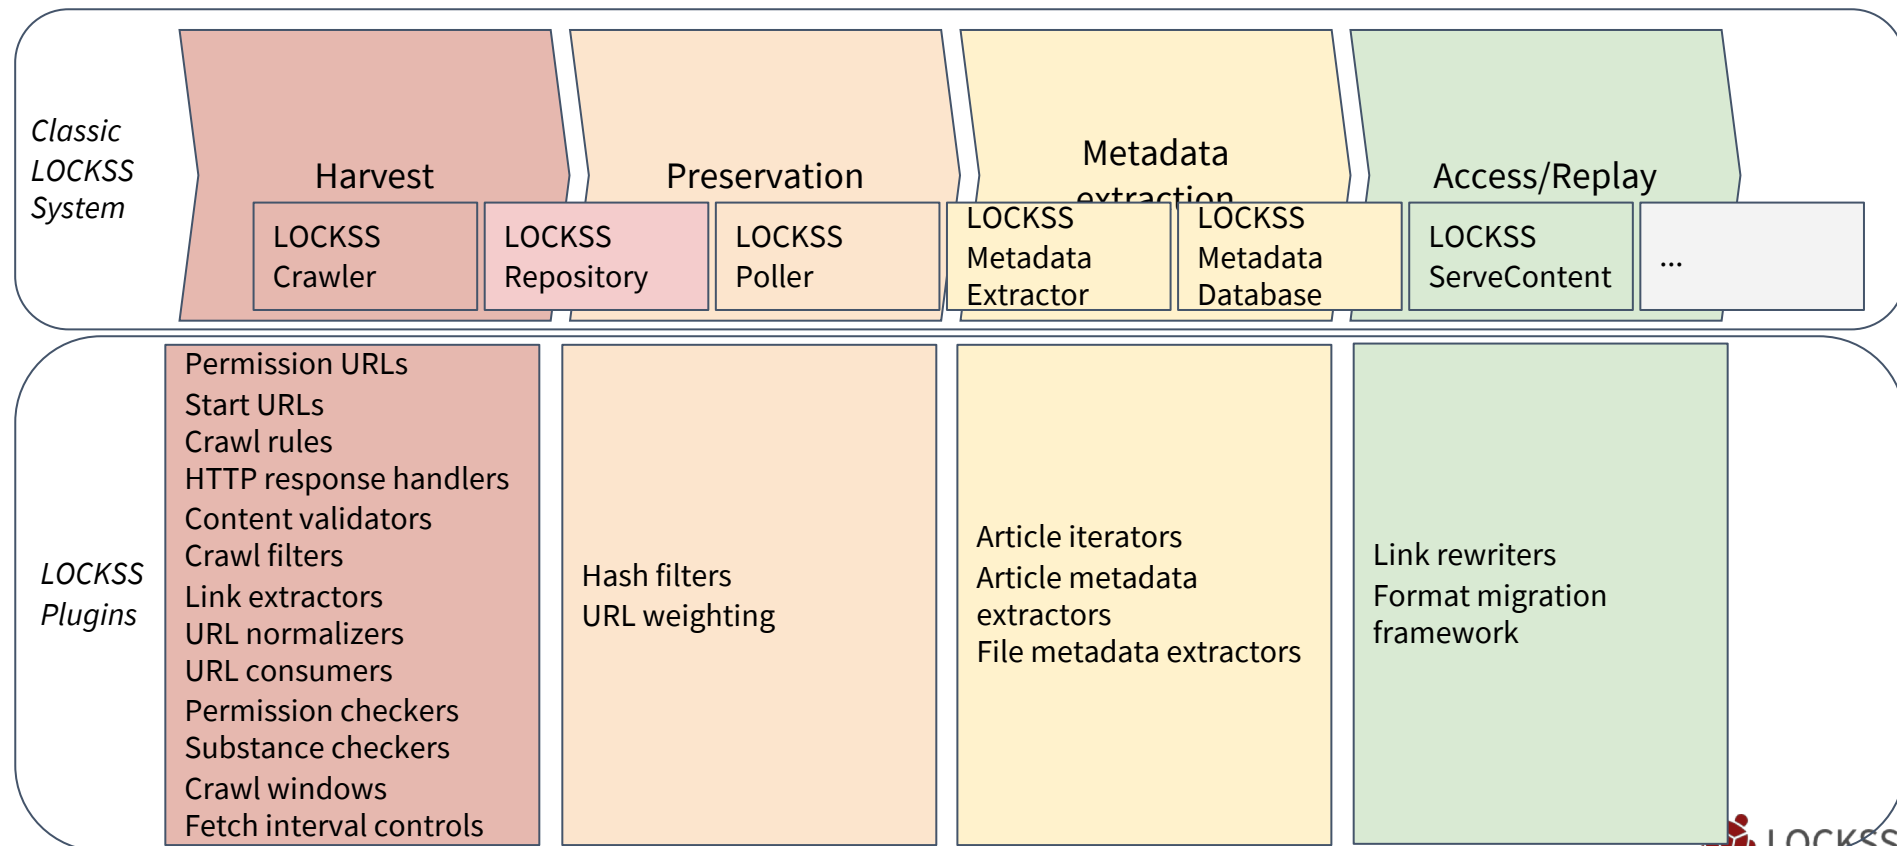 Classic
LOCKSS
System
Harvest
Preservation
Metadata
extraction
Access/Replay
LOCKSS
Crawler
LOCKSS
Repository
LOCKSS
Poller
LOCKSS
Metadata
Extractor
LOCKSS
Metadata
Database
LOCKSS
ServeContent
...
LOCKSS
Plugins
Permission URLs
Start URLs
Crawl rules
HTTP response handlers
Content validators
Crawl filters
Link extractors
URL normalizers
URL consumers
Permission checkers
Substance checkers
Crawl windows
Fetch interval controls
Hash filters
URL weighting
Article iterators
Article metadata
extractors
File metadata extractors
Link rewriters
Format migration
framework
LOCKSS